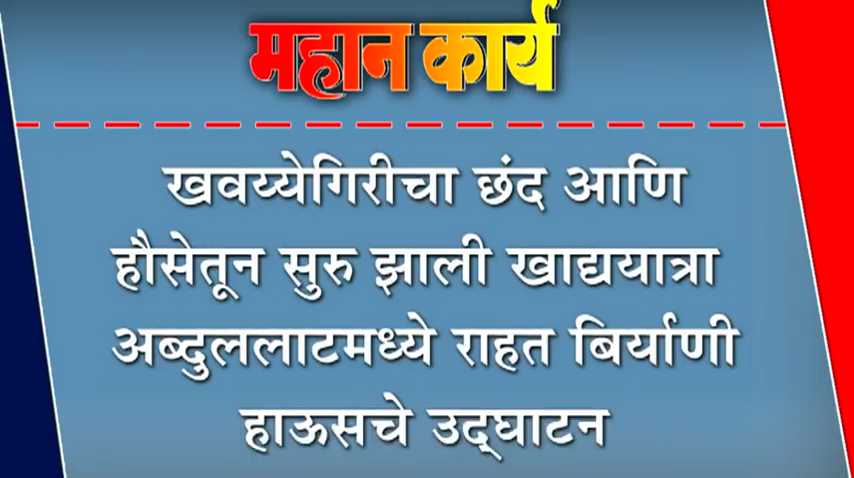 महान कार्य
खवय्येगिरीचा छंद आणि
हौसेतून सुरु झाली खाद्ययात्रा
अब्दुललाटमध्ये राहत बिर्याणी
हाऊसचे उद्‌घाटन